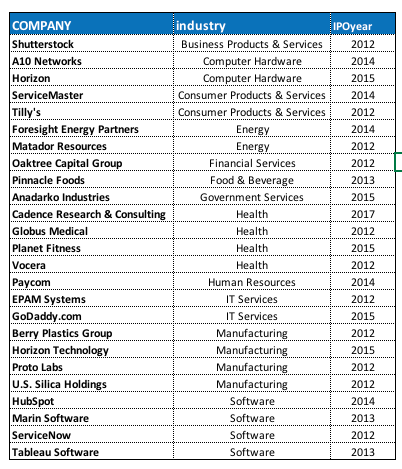 COMPANY industry IPOyear
Shutterstock Business Products & Services 2012
A10 Networks Computer Hardware 2014
Horizon Computer Hardware 2015
ServiceMaster Consumer Products & Services 2014
Tilly's Consumer Products & Services 2012
Foresight Energy Partners Energy 2014
Matador Resources Energy 2012
Oaktree Capital Group Financial Services 2012
Pinnacle Foods Food & Beverage 2013
Anadarko Industries Government Services 2015
Cadence Research & Consulting Health 2017
Globus Medical Health 2012
Planet Fitness Health 2015
Vocera Health 2012
Paycom Human Resources 2014
EPAM Systems IT Services 2012
GoDaddy.com IT Services 2015
Berry Plastics Group Manufacturing 2012
Horizon Technology Manufacturing 2015
Proto Labs Manufacturing 2012
U.S. Silica Holdings Manufacturing 2012
HubSpot Software 2014
Marin Software Software 2013
ServiceNow Software 2012
Tableau Software Software 2013